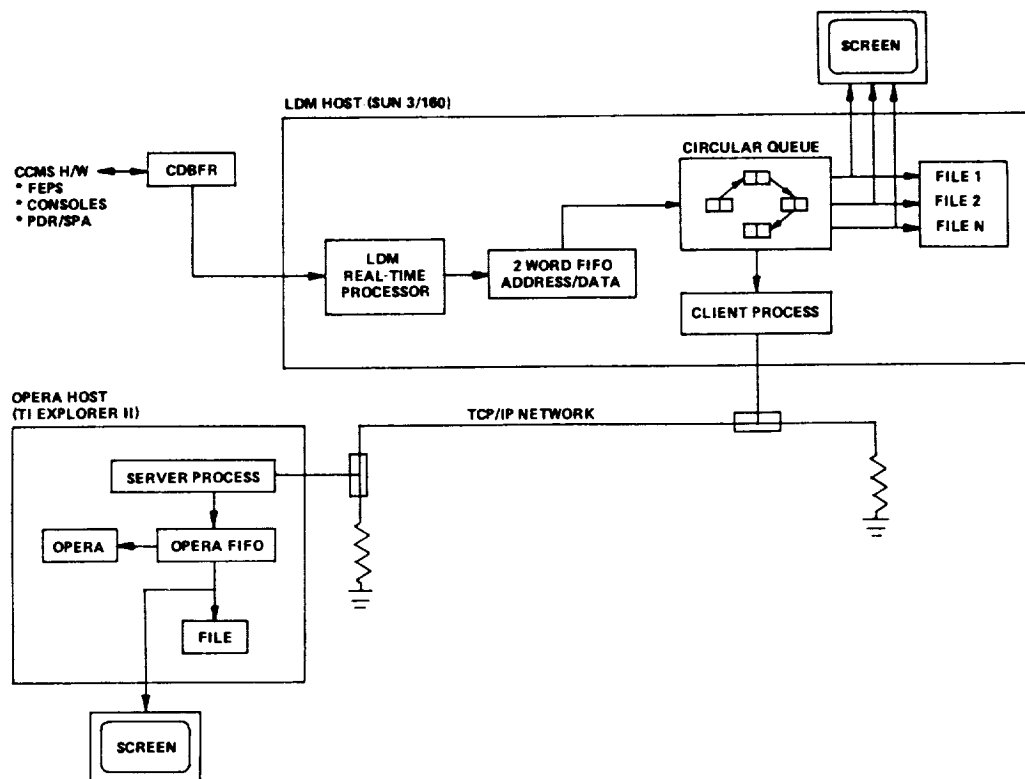 SCREEN
LDM HOST (SUN 3/160)
CIRCULAR QUEUE
CCMS H/W
* FEPS
* CONSOLES
* PDR/SPA
CDBFR
FILE 1
FILE 2
FILE N
LDM
REAL-TIME
PROCESSOR
2 WORD FIFO
ADDRESS/DATA
CLIENT PROCESS
OPERA HOST
(TI EXPLORER II)
TCP/IP NETWORK
SERVER PROCESS
OPERA
OPERA FIFO
FILE
SCREEN